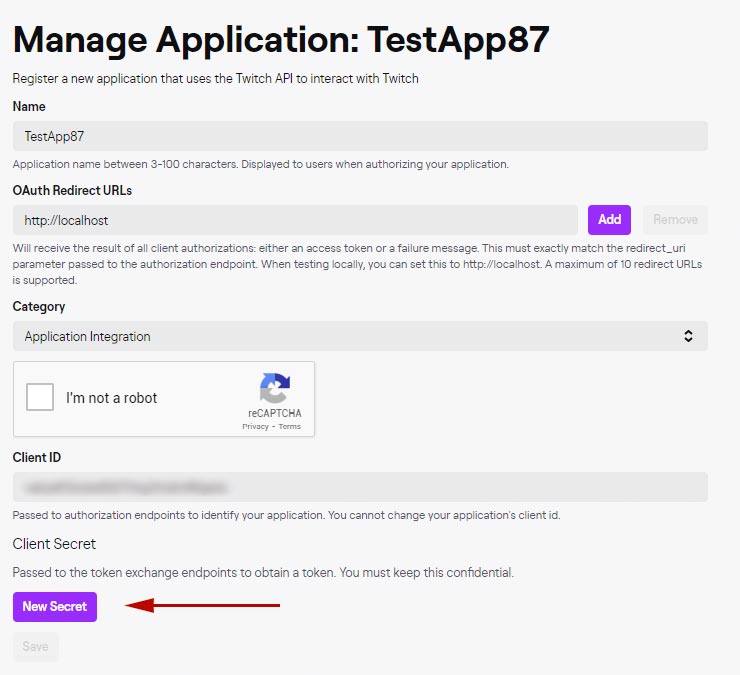 Manage Application: TestApp87
Register a new application that uses the Twitch API to interact with Twitch
Name
TestApp87
Application name between 3-100 characters. Displayed to users when authorizing your application.
OAuth Redirect URLs
http://localhost
Add
Remove
Will receive the result of all client authorizations: either an access token or a failure message. This must exactly match the redirect_uri
parameter passed to the authorization endpoint. When testing locally, you can set this to http://localhost. A maximum of 10 redirect URLs
is supported.
Category
Application Integration
I'm not a robot
reCAPTCHA
Privacy - Terms
Client ID
Passed to authorization endpoints to identify your application. You cannot change your application's client id.
Client Secret
Passed to the token exchange endpoints to obtain a token. You must keep this confidential.
New Secret
Save